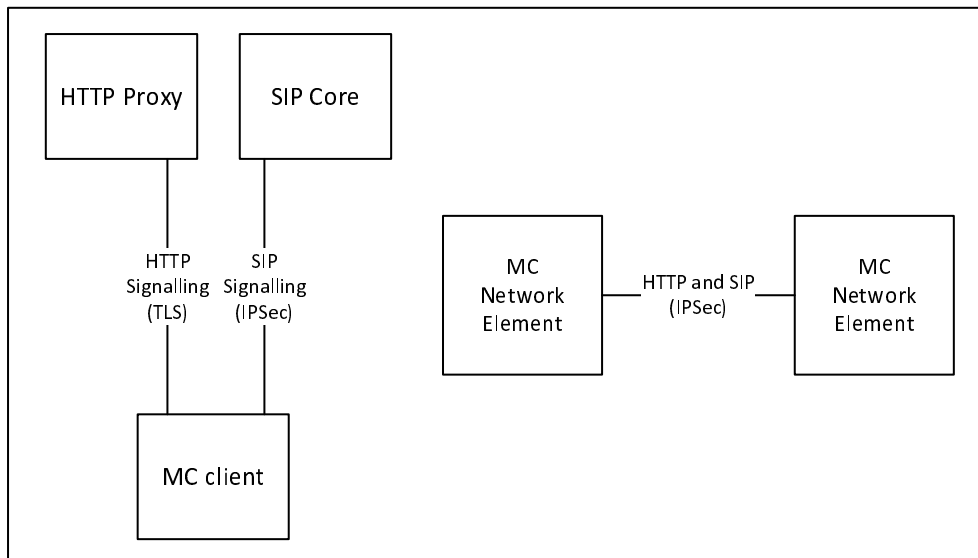 HTTP Proxy
SIP Core
HTTP
Signalling
(TLS)
SIP
Signalling
(IPSec)
MC client
MC
Network
Element
HTTP and SIP
(IPSec)
MC
Network
Element